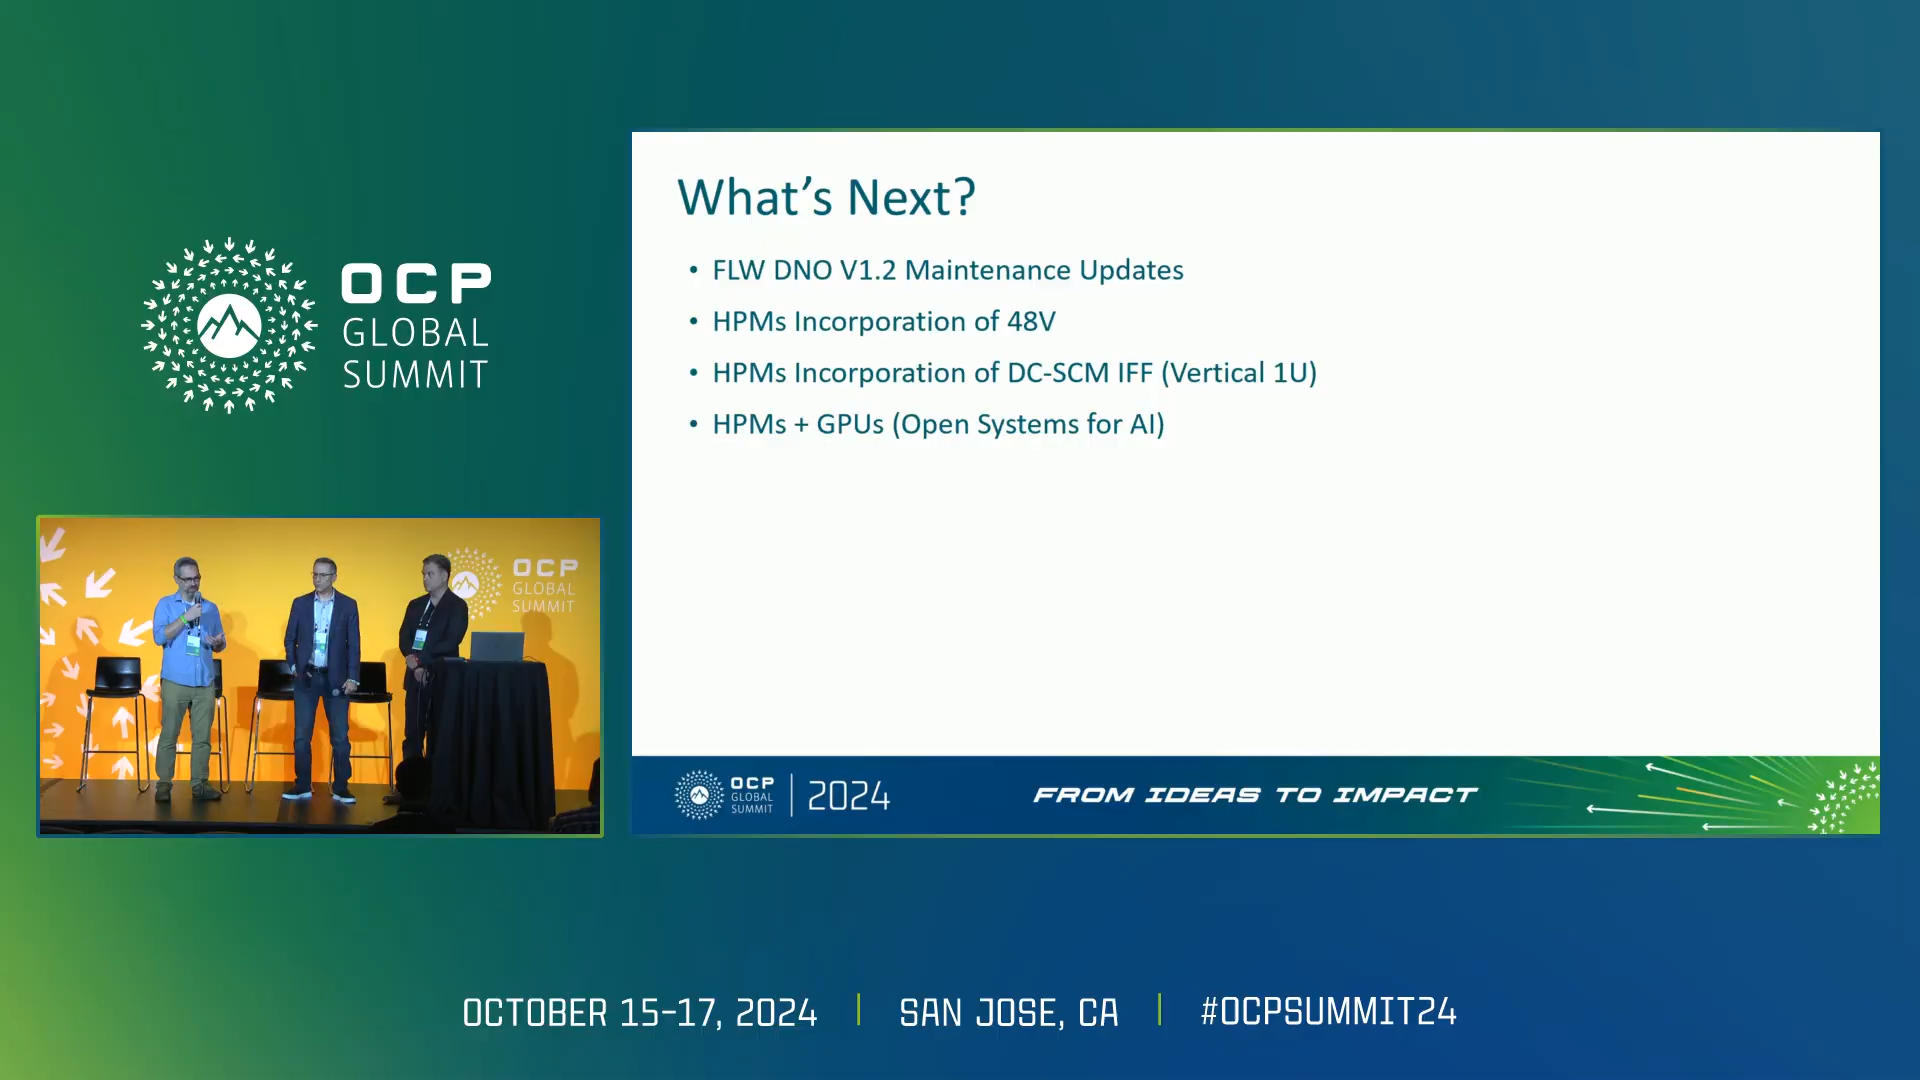 OCP
GLOBAL
SUMMIT
What's Next?
• FLW DNO V1.2 Maintenance Updates
• HPMs Incorporation of 48V
• HPMs Incorporation of DC-SCM IFF (Vertical 1U)
• HPMs + GPUs (Open Systems for AI)
OCP
GLOBAL
SUMMIT
OCP
GLOBAL
SUMMIT
2024
FROM IDEAS TO IMPACT
OCTOBER 15-17, 2024
SAN JOSE, CA
#OCPSUMMIT24